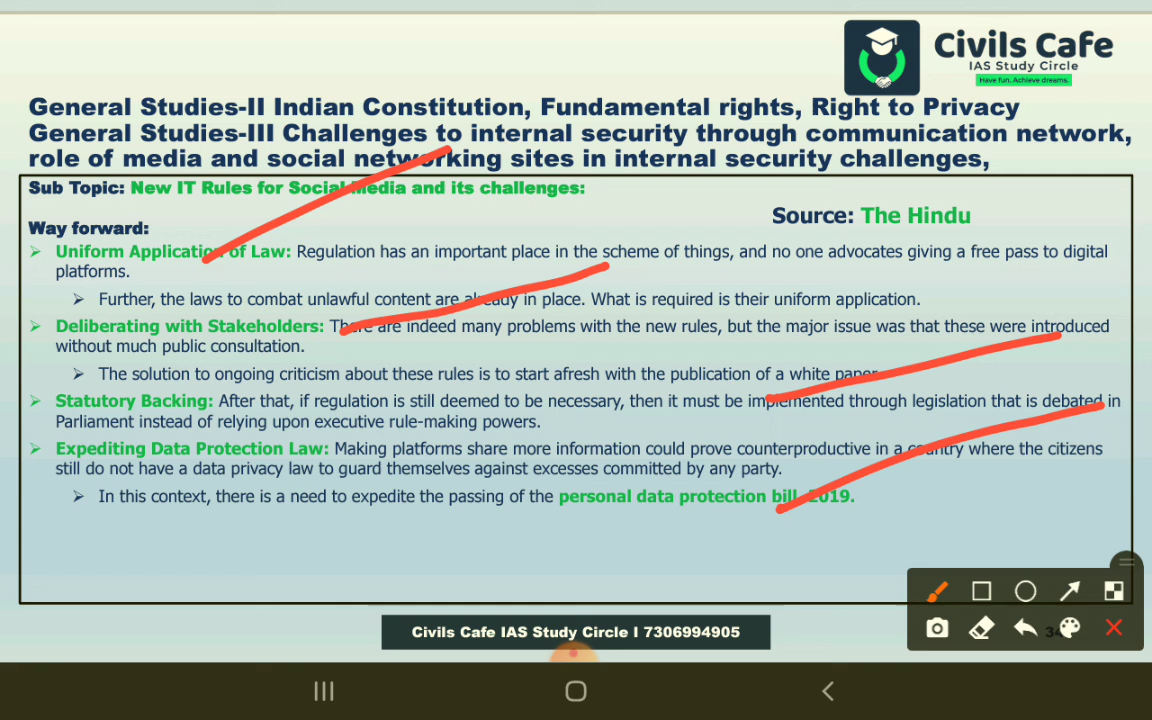 Civils Cafe
IAS Study Circle
Have fun. Achieve dreams.
General Studies-II Indian Constitution, Fundamental rights, Right to Privacy
General Studies-III Challenges to internal security through communication network,
role of media and social networking sites in internal security challenges,
Sub Topic: New IT Rules for Social Media and its challenges:
Source: The Hindu
Way forward:
Uniform Application of Law: Regulation has an important place in the scheme of things, and no one advocates giving a free pass to digital
platforms.
Further, the laws to combat unlawful content are already in place. What is required is their uniform application.
Deliberating with Stakeholders: There are indeed many problems with the new rules, but the major issue was that these were introduced
without much public consultation.
The solution to ongoing criticism about these rules is to start afresh with the publication of a white paper
Statutory Backing: After that, if regulation is still deemed to be necessary, then it must be implemented through legislation that is debated in
Parliament instead of relying upon executive rule-making powers.
Expediting Data Protection Law: Making platforms share more information could prove counterproductive in a country where the citizens
still do not have a data privacy law to guard themselves against excesses committed by any party.
In this context, there is a need to expedite the passing of the personal data protection bill, 2019.
Civils Cafe IAS Study Circle I 7306994905